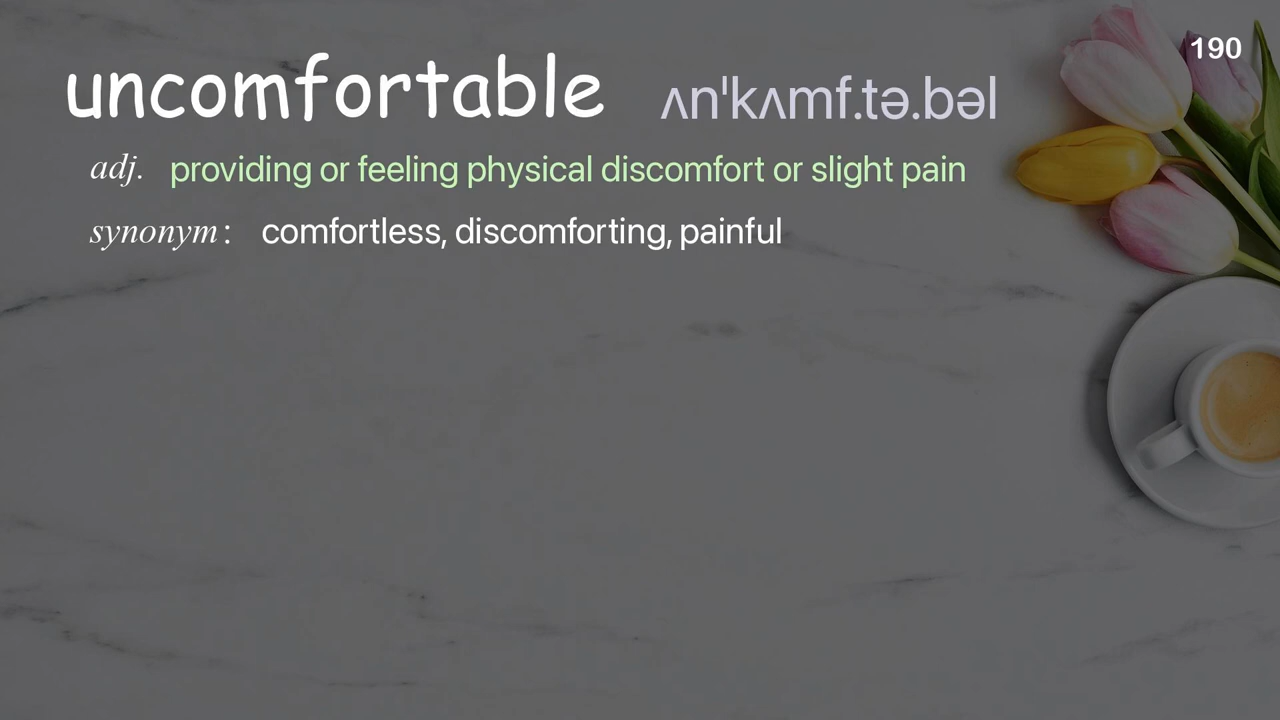 190
uncomfortable ʌnˈkʌmf.tə.bəl
adj. providing or feeling physical discomfort or slight pain
synonym: comfortless, discomforting, painful